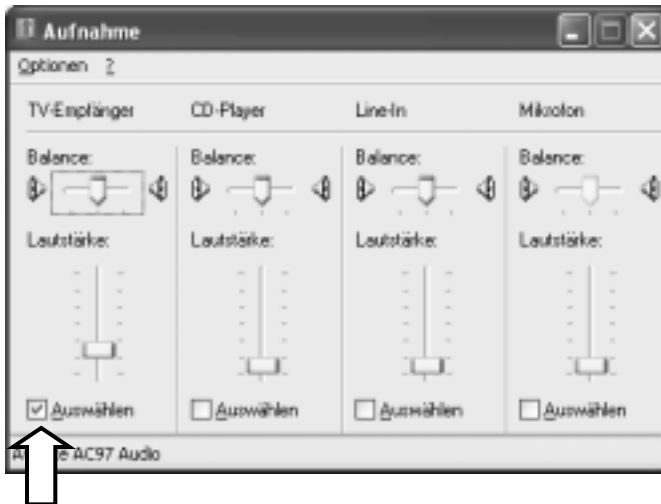 Aufnahme
Optionen ?
TV-Empfänger CD-Player Line-In Mikrofon
Balance: Balance: Balance: Balance:
Lautstärke: Lautstärke: Lautstärke: Lautstärke:
Auswählen Auswählen Auswählen Auswählen
AC97 Audio